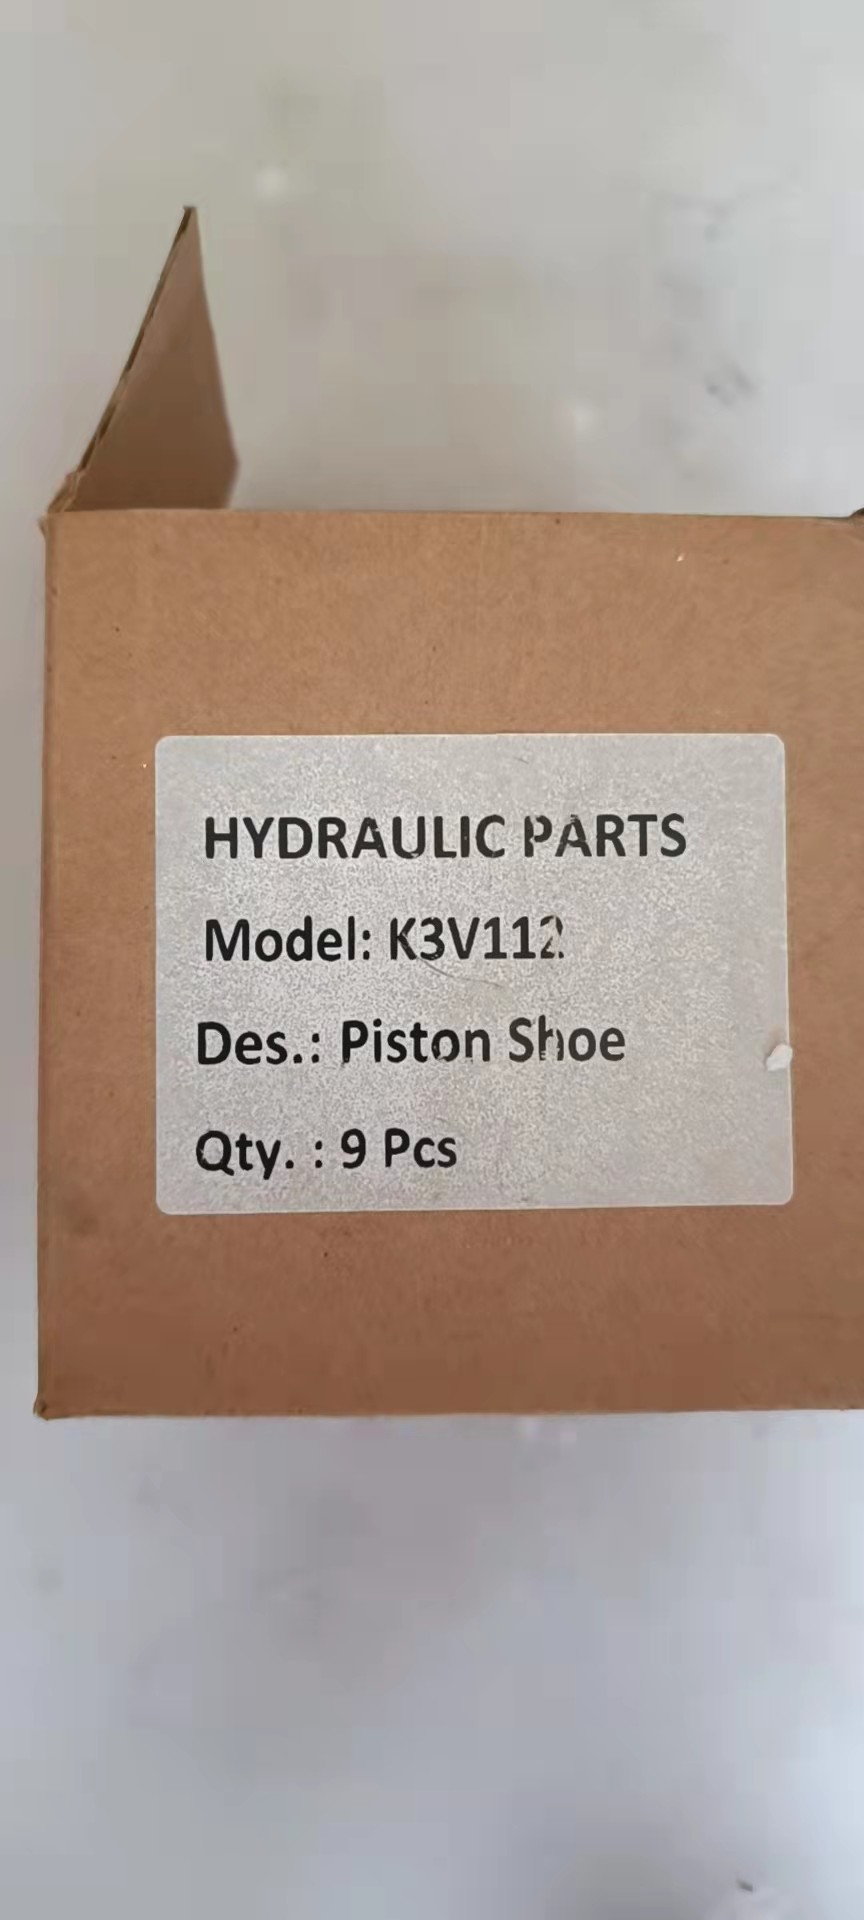 HYDRAULIC PARTS
Model: K3V112
Des.: Piston Shoe
Qty. : 9 Pcs